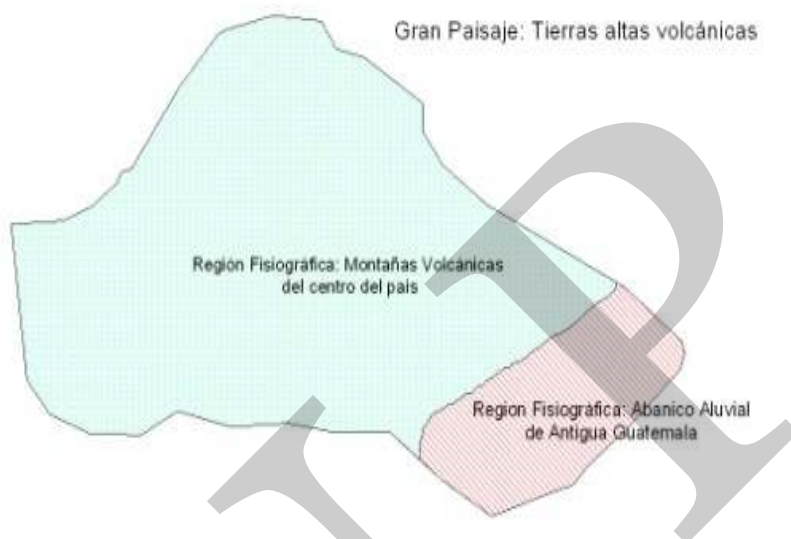 Gran Paisaje: Tierras altas volcánicas
Región Fisiográfica: Montañas Volcánicas
del centro del país
Region Fisiográfica: Abanico Aluvial
de Antigua Guatemala